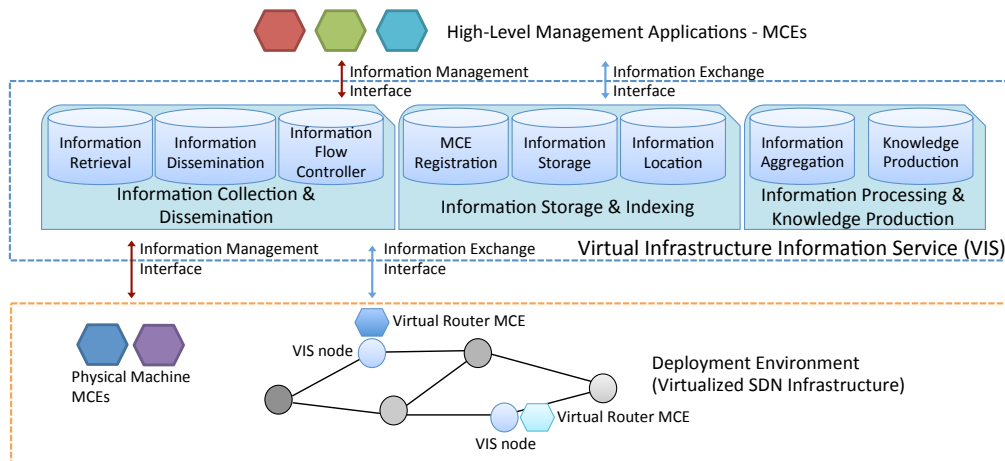 High-Level Management Applications - MCEs
Information Management
Interface
Information Exchange
Interface
Information
Retrieval
Information
Dissemination
Information
Flow
Controller
Information Collection &
Dissemination
MCE
Registration
Information
Storage
Information
Location
Information Storage & Indexing
Information
Aggregation
Knowledge
Production
Information Processing &
Knowledge Production
Virtual Infrastructure Information Service (VIS)
Information Management
Interface
Information Exchange
Interface
Physical Machine
MCEs
Virtual Router MCE
VIS node
Virtual Router MCE
VIS node
Deployment Environment
(Virtualized SDN Infrastructure)